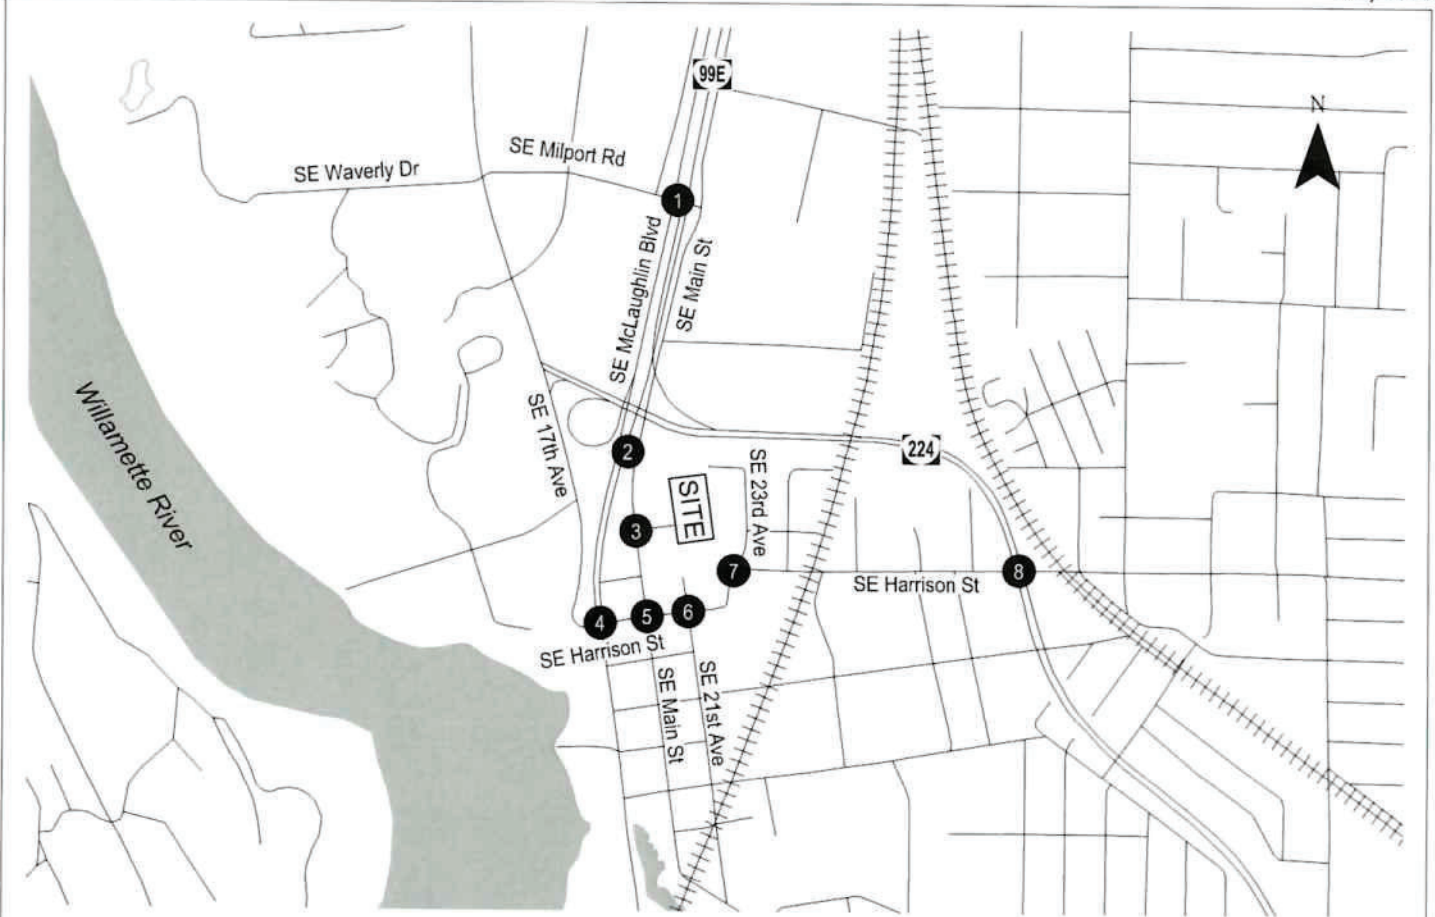 99E
N
SE Milport Rd
SE Waverly Dr
1
SE McLaughlin Blvd
SE Main St
Willamette River
SE 17th Ave
2
224
SITE
SE 23rd Ave
3
7
8
SE Harrison St
4
5
6
SE Harrison St
SE Main St
SE 21st Ave